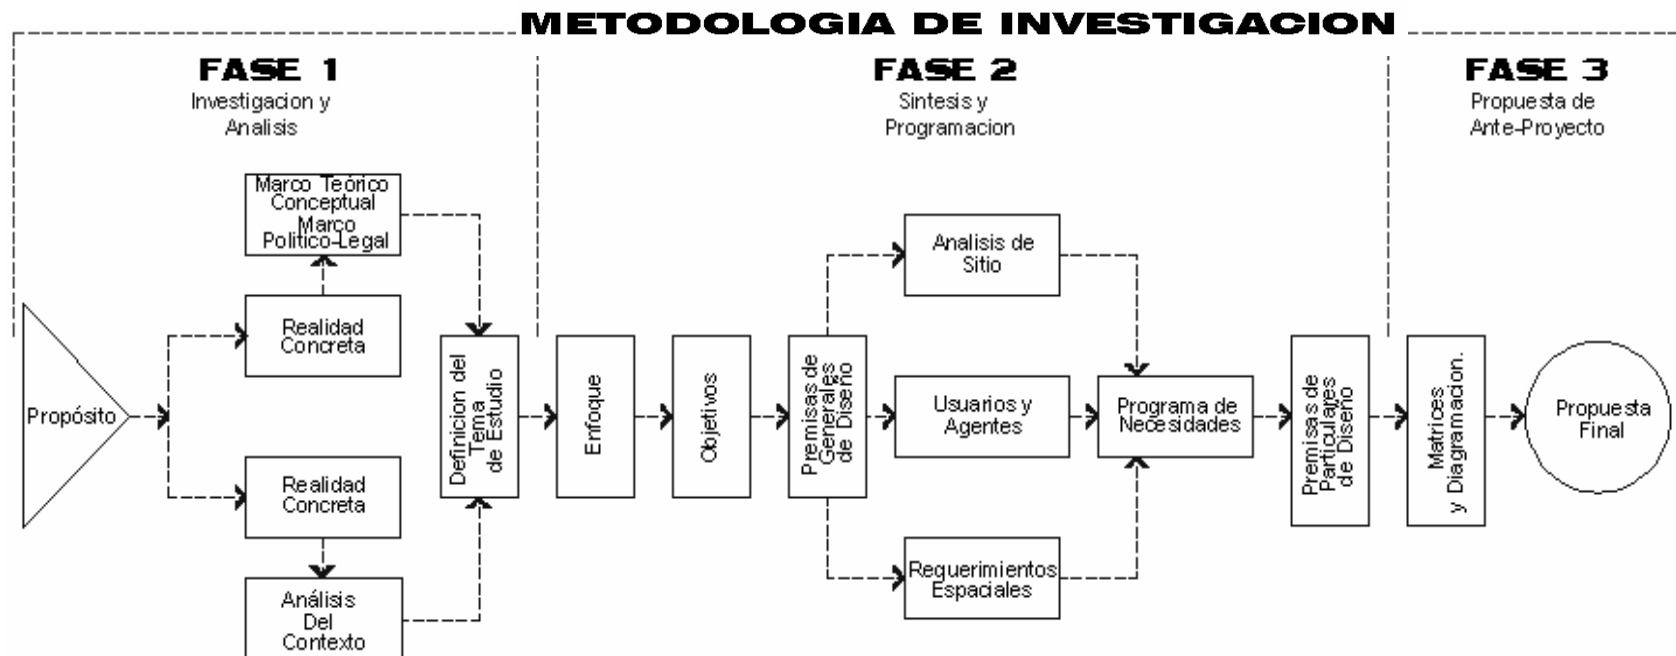 METODOLOGIA DE INVESTIGACION
FASE 1
Investigacion y
Analisis
FASE 2
Sintesis y
Programacion
FASE 3
Propuesta de
Ante-Proyecto
Propósito
Marco Teórico
Conceptual
Marco
Politico-Legal
Realidad
Concreta
Realidad
Concreta
Análisis
Del
Contexto
Definicion del
Tema
de Estudio
Enfoque
Objetivos
Premisas de
Generales
de Diseño
Analisis de
Sitio
Usuarios y
Agentes
Requerimientos
Espaciales
Programa de
Necesidades
Premisas de
Particulares
de Diseño
Matrices
y Diagramacion.
Propuesta
Final